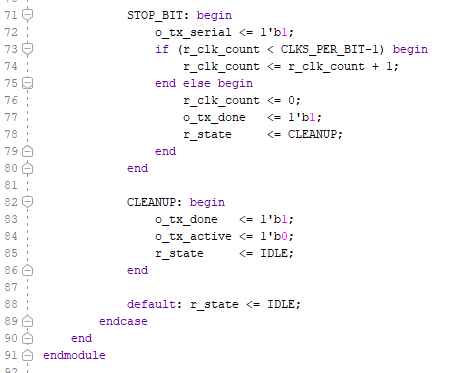 71 STOP_BIT: begin
72 o_tx_serial <= 1'b1;
73 if (r_clk_count < CLKS_PER_BIT-1) begin
74 r_clk_count <= r_clk_count + 1;
75 end else begin
76 r_clk_count <= 0;
77 o_tx_done   <= 1'b1;
78 r_state     <= CLEANUP;
79 end
80 end
81
82 CLEANUP: begin
83 o_tx_done   <= 1'b1;
84 o_tx_active <= 1'b0;
85 r_state     <= IDLE;
86 end
87
88 default: r_state <= IDLE;
89 endcase
90 end
91 endmodule
92